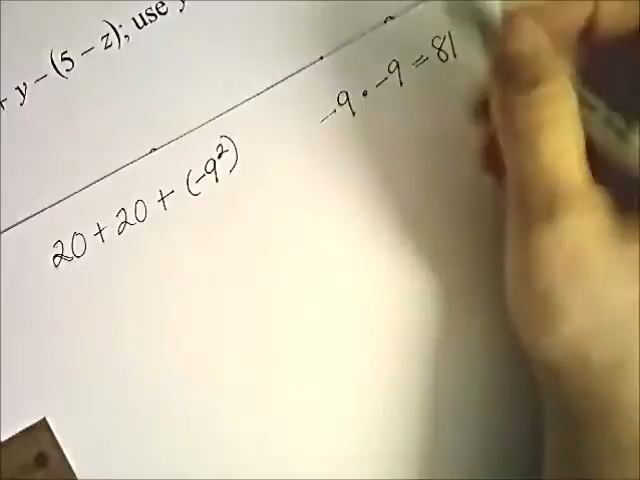 + y – (5 – z); use
-9 · -9 = 81
20 + 20 + (-9²)